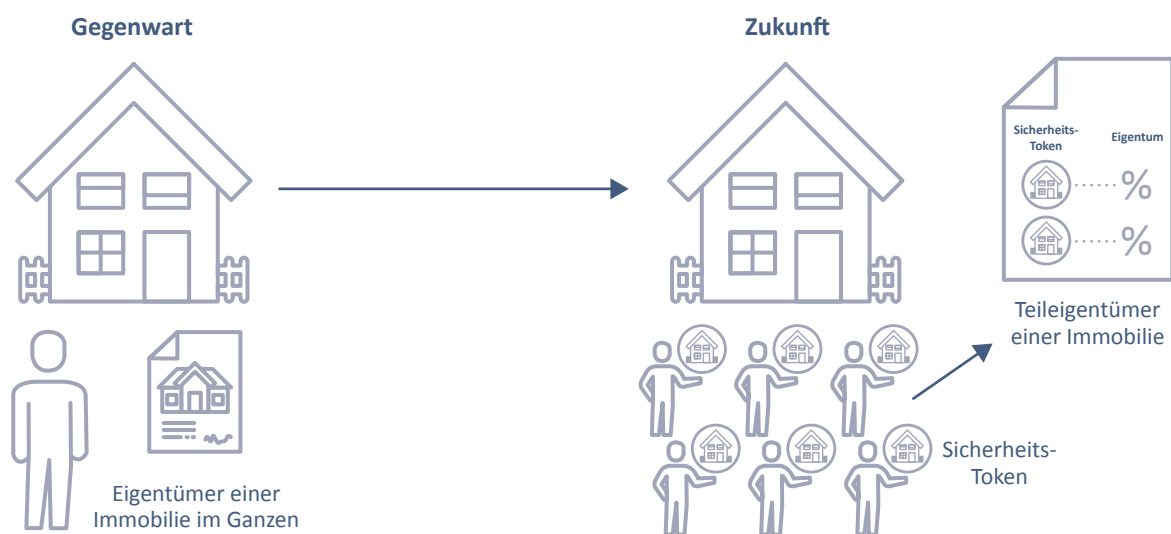 Gegenwart
Zukunft
Sicherheits-
Token
Eigentum
%
%
Teileigentümer
einer Immobilie
Sicherheits-
Token
Eigentümer einer
Immobilie im Ganzen